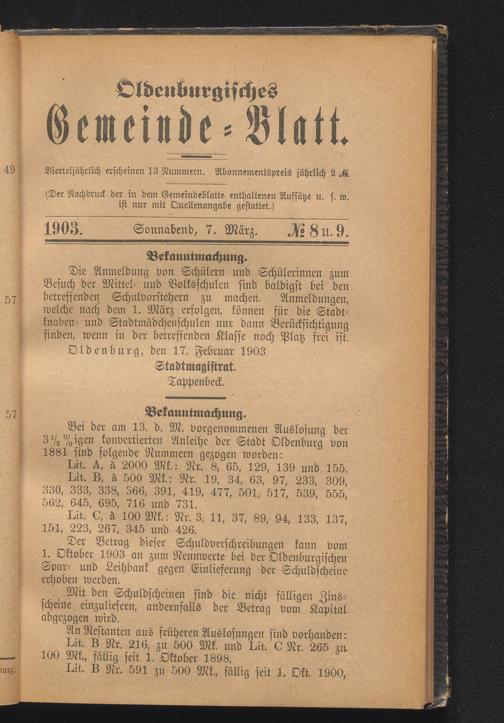 Oldenburgisches
Gemeinde-Blatt.
Vierteljährlich erscheinen 13 Nummern. Abonnementspreis jährlich 2 ℳ.
(Der Nachdruck der in dem Gemeindeblatte enthaltenen Aufsätze u. s. w.
ist nur mit Quellenangabe gestattet.)
1903. Sonnabend, 7. März. № 8 u. 9.
Bekanntmachung.
Die Anmeldung von Schülern und Schülerinnen zum
Besuch der Mittel- und Volksschulen sind baldigst bei den
betreffenden Schulvorstehern zu machen. Anmeldungen,
welche nach dem 1. März erfolgen, können für die Stadt-
knaben- und Stadtmädchenschulen nur dann Berücksichtigung
finden, wenn in der betreffenden Klasse noch Platz frei ist.
Oldenburg, den 17. Februar 1903
Stadtmagistrat.
Tappenbeck.
Bekanntmachung.
Bei der am 13. d. M. vorgenommenen Auslosung der
3½%igen konvertierten Anleihe der Stadt Oldenburg von
1881 sind folgende Nummern gezogen worden:
Lit. A, à 2000 Mk.: Nr. 8, 65, 129, 139 und 155.
Lit. B, à 500 Mk.: Nr. 19, 34, 63, 97, 233, 309,
330, 333, 338, 366, 391, 419, 477, 501, 517, 539, 555,
562, 645, 695, 716 und 731.
Lit. C, à 100 Mk.: Nr. 3, 11, 37, 89, 94, 133, 137,
151, 223, 267, 345 und 426.
Der Betrag dieser Schuldverschreibungen kann vom
1. Oktober 1903 an zum Nennwerte bei der Oldenburgischen
Spar- und Leihbank gegen Einlieferung der Schuldscheine
erhoben werden.
Mit den Schuldscheinen sind die nicht fälligen Zins-
scheine einzuliefern, andernfalls der Betrag vom Kapital
abgezogen wird.
An Restanten aus früheren Auslosungen sind vorhanden:
Lit. B Nr. 216, zu 500 Mk. und Lit. C Nr. 265 zu
100 Mk., fällig seit 1. Oktober 1898,
Lit. B Nr. 591 zu 500 Mk., fällig seit 1. Okt. 1900,
49
57
57